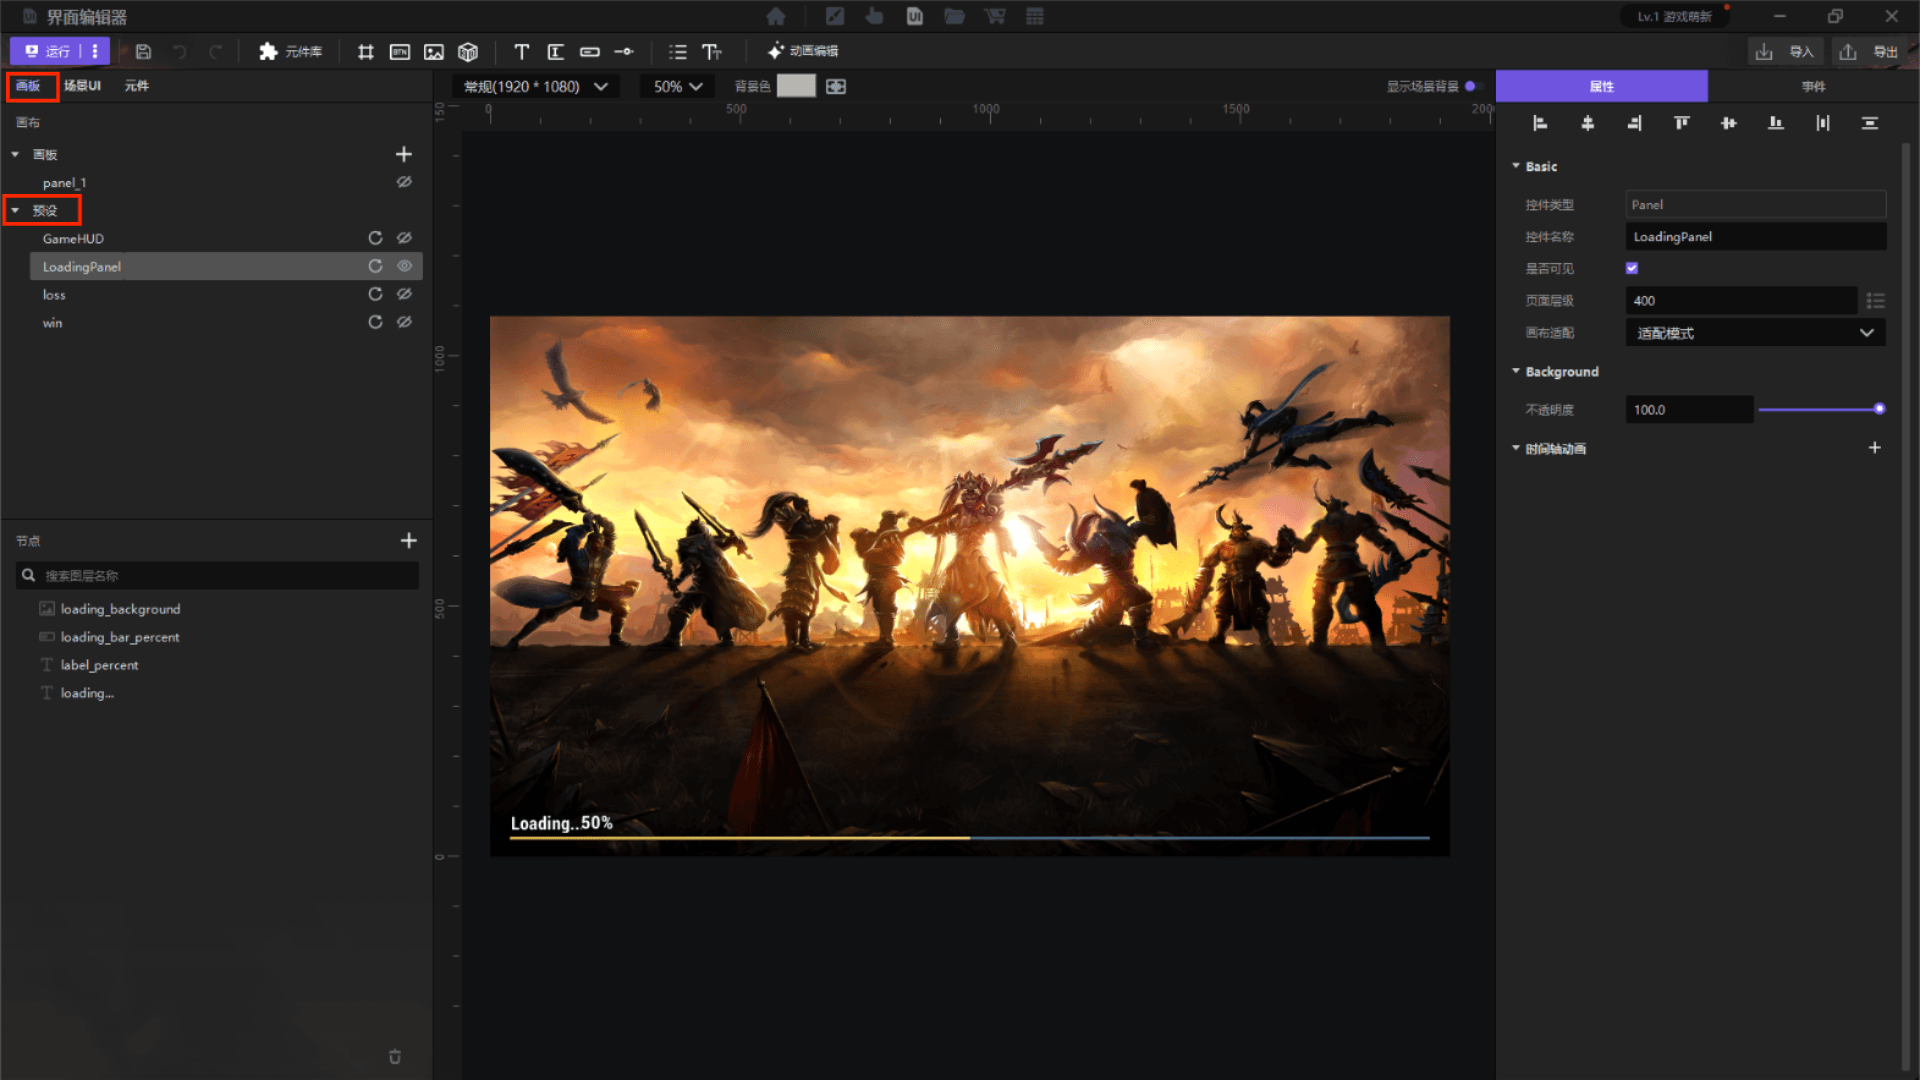 界面编辑器
Lv.1 游戏萌新
运行
元件库
BTN
动画编辑
导入
导出
画板
场景UI
元件
常规(1920 * 1080)
50%
背景色
显示场景背景
属性
事件
画布
画板
panel_1
预设
GameHUD
LoadingPanel
loss
win
节点
搜索图层名称
loading_background
loading_bar_percent
label_percent
loading...
0
500
1000
1500
200
150
1000
500
0
Loading..50%
Basic
控件类型
Panel
控件名称
LoadingPanel
是否可见
页面层级
400
画布适配
适配模式
Background
不透明度
100.0
时间轴动画